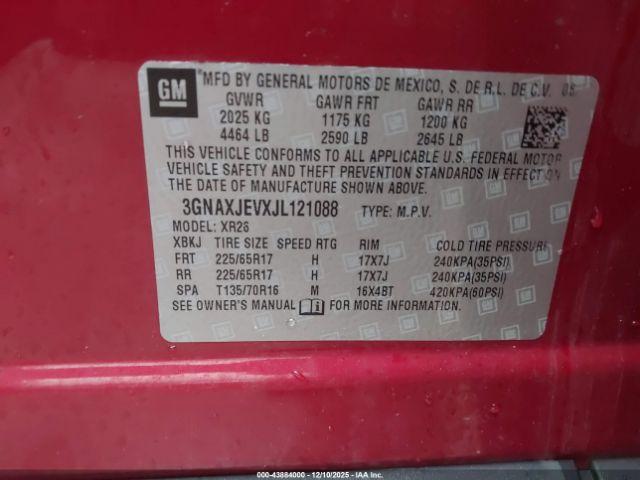 GM MFD BY GENERAL MOTORS DE MEXICO, S. DE R.L. DE C.V.
GVWR GAWR FRT GAWR RR
2025 KG 1175 KG 1200 KG
4464 LB 2590 LB 2645 LB
THIS VEHICLE CONFORMS TO ALL APPLICABLE U.S. FEDERAL MOTOR
VEHICLE SAFETY AND THEFT PREVENTION STANDARDS IN EFFECT ON
THE DATE OF MANUFACTURE SHOWN ABOVE.
3GNAXJEVXJL121088 TYPE: M.P.V.
MODEL: XR26
XBKJ TIRE SIZE SPEED RTG RIM COLD TIRE PRESSURE
FRT 225/65R17 H 17X7J 240KPA(35PSI)
RR 225/65R17 H 17X7J 240KPA(35PSI)
SPA T135/70R16 M 16X4BT 420KPA(60PSI)
SEE OWNER'S MANUAL FOR MORE INFORMATION.
000-43884000 - 12/10/2025 - IAA Corp.